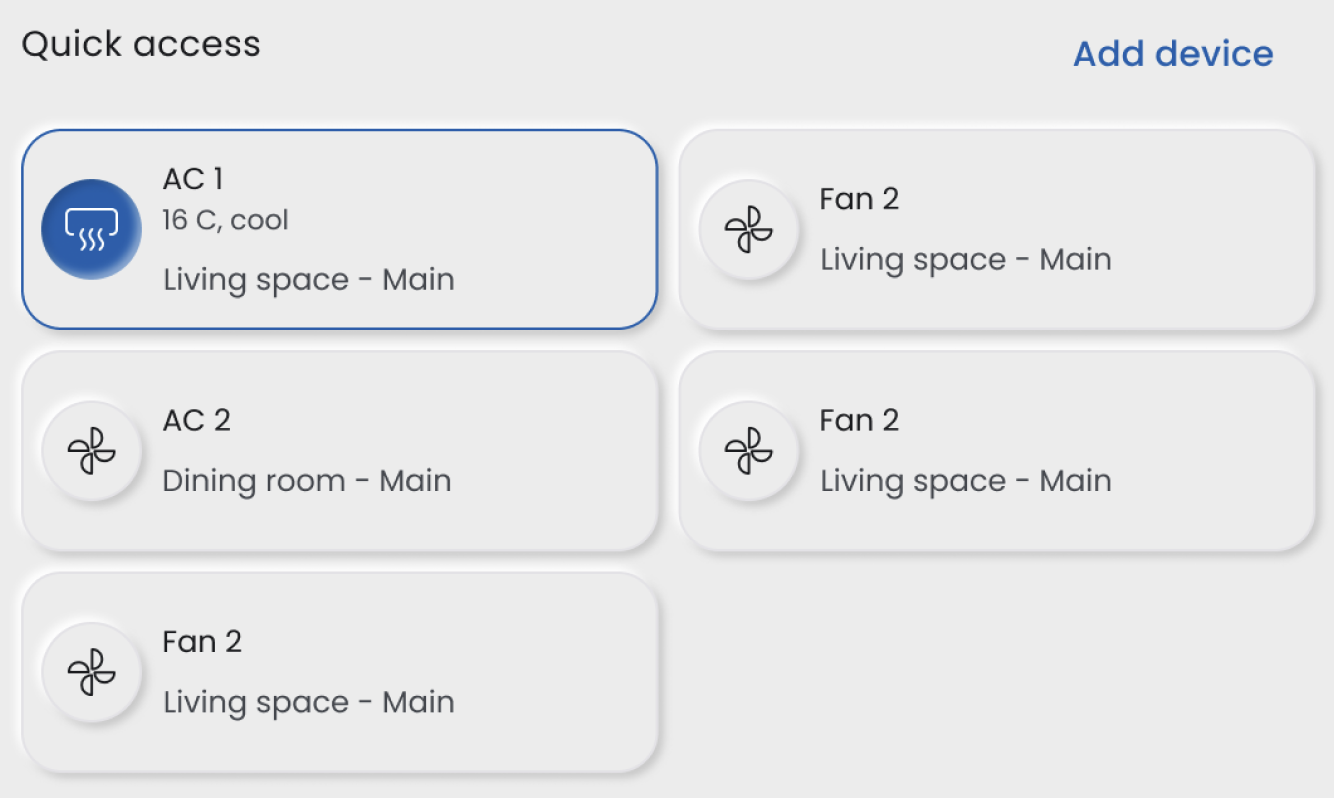 Quick access
Add device
AC 1
16 C, cool
Living space - Main
Fan 2
Living space - Main
AC 2
Dining room - Main
Fan 2
Living space - Main
Fan 2
Living space - Main